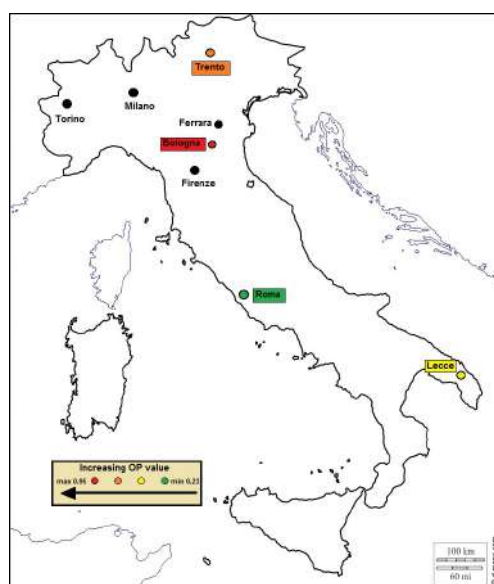 Trento
Milano
Torino
Ferrara
Bologna
Firenze
Roma
Lecce
Increasing OP value
max 0.96 min 0.23
100 km
60 mi